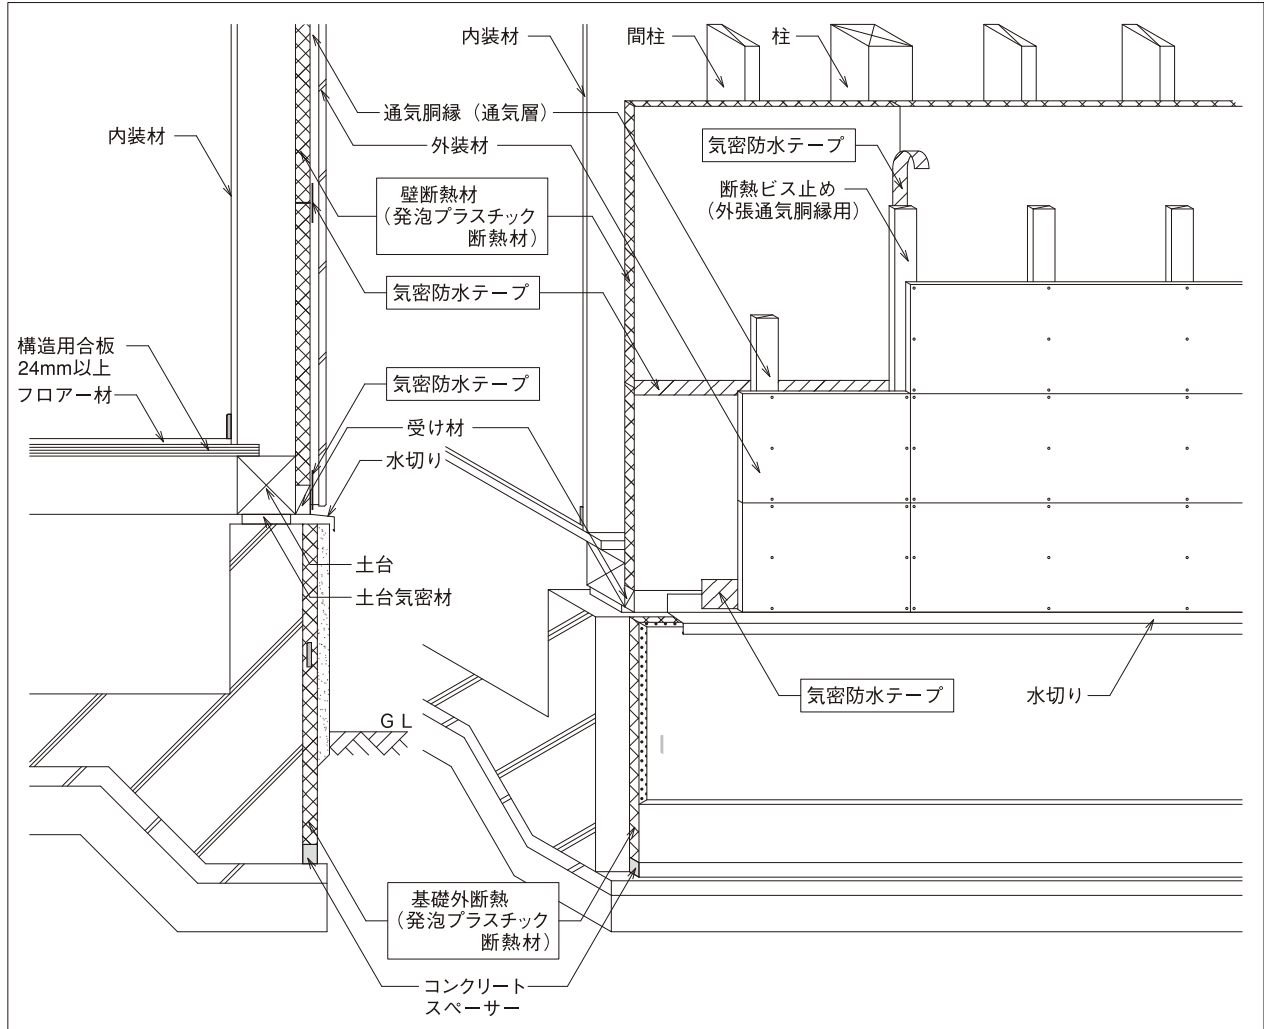 内装材
間柱
柱
通気胴縁（通気層）
外装材
内装材
気密防水テープ
壁断熱材
（発泡プラスチック
断熱材）
断熱ビス止め
（外張通気胴縁用）
気密防水テープ
構造用合板
24mm以上
フロアー材
気密防水テープ
受け材
水切り
土台
土台気密材
気密防水テープ
水切り
GL
基礎外断熱
（発泡プラスチック
断熱材）
コンクリート
スペーサー